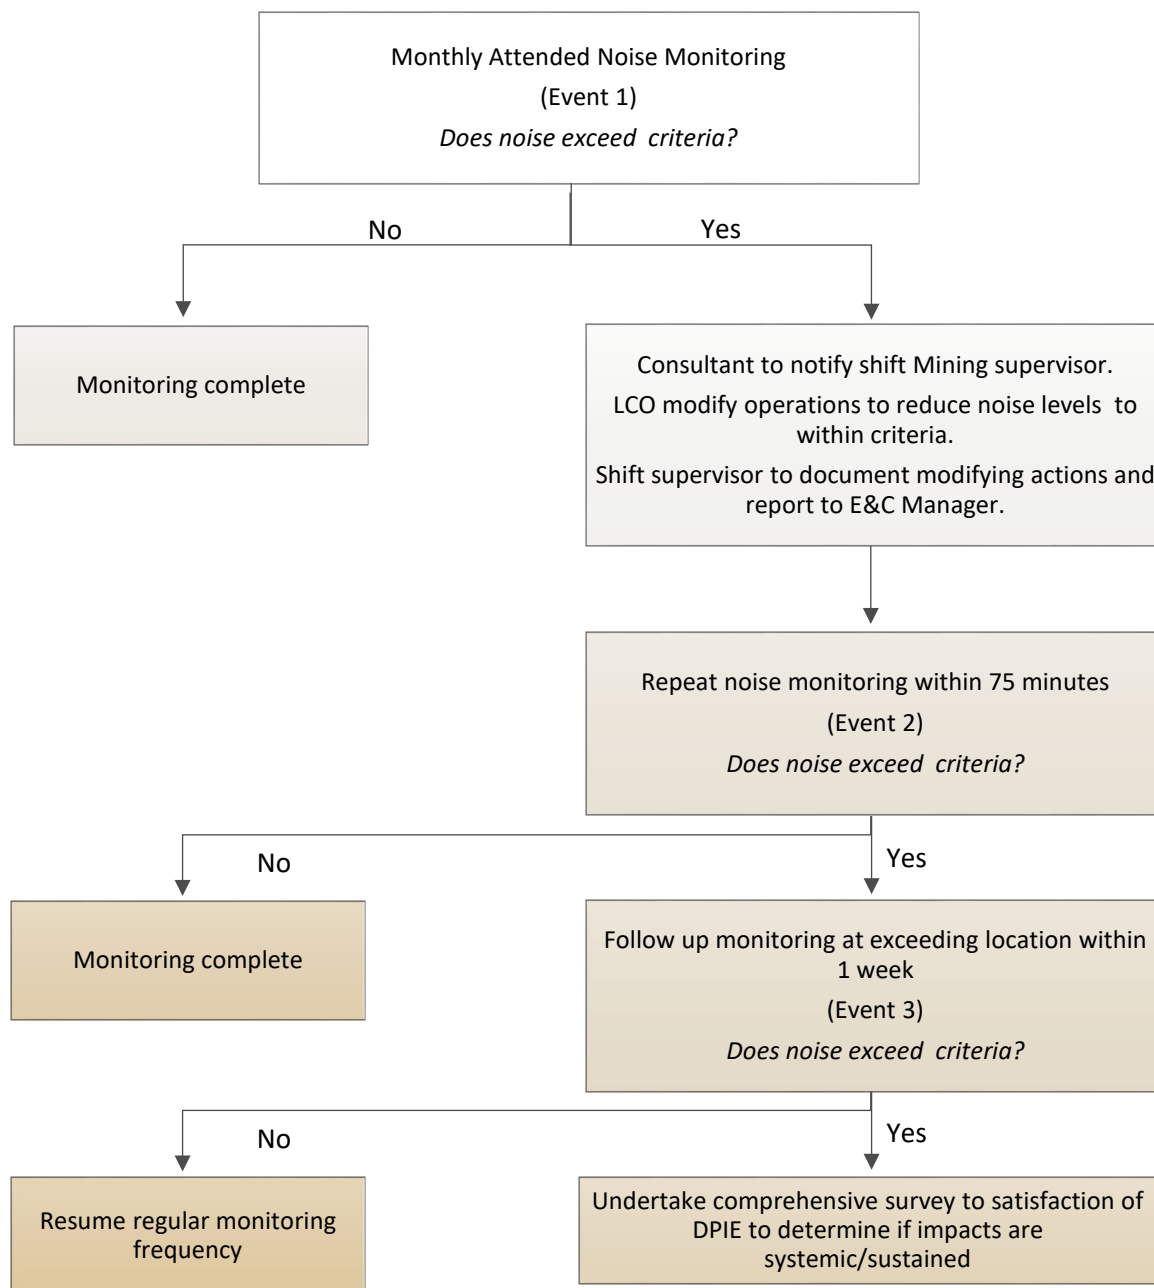 Monthly Attended Noise Monitoring
(Event 1)
Does noise exceed criteria?
No
Yes
Monitoring complete
Consultant to notify shift Mining supervisor.
LCO modify operations to reduce noise levels to
within criteria.
Shift supervisor to document modifying actions and
report to E&C Manager.
Repeat noise monitoring within 75 minutes
(Event 2)
Does noise exceed criteria?
No
Yes
Monitoring complete
Follow up monitoring at exceeding location within
1 week
(Event 3)
Does noise exceed criteria?
No
Yes
Resume regular monitoring
frequency
Undertake comprehensive survey to satisfaction of
DPIE to determine if impacts are
systemic/sustained